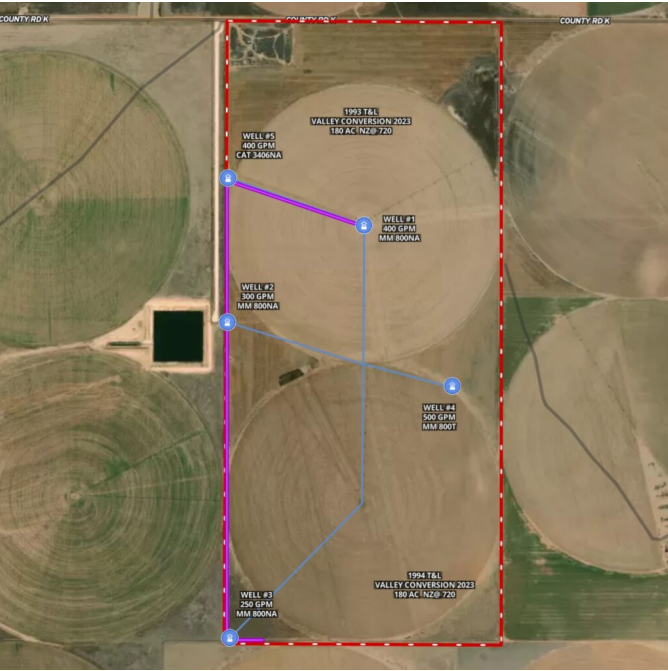 COUNTY RD K
COUNTY RD K
COUNTY RD K
1993 T&L
VALLEY CONVERSION 2023
180 AC NZ@ 720
WELL #5
400 GPM
CAT 3406NA
WELL #1
400 GPM
MM 800NA
WELL #2
300 GPM
MM 800NA
WELL #4
500 GPM
MM 800T
1994 T&L
VALLEY CONVERSION 2023
180 AC NZ@ 720
WELL #3
250 GPM
MM 800NA